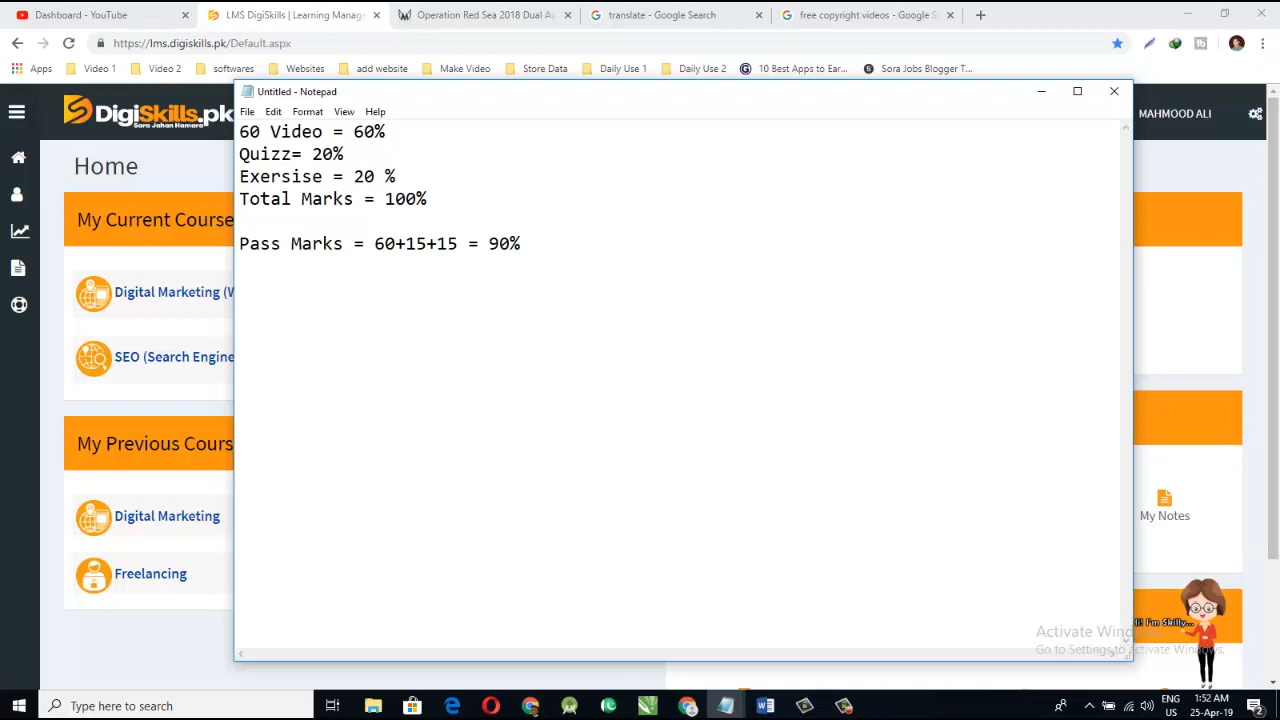 Dashboard - YouTube
LMS DigiSkills | Learning Manage
Operation Red Sea 2018 Dual Au
translate - Google Search
free copyright videos - Google S
https://lms.digiskills.pk/Default.aspx
Apps
Video 1
Video 2
softwares
Websites
add website
Make Video
Store Data
Daily Use 1
Daily Use 2
10 Best Apps to Ear...
Sora Jobs Blogger T...
Untitled - Notepad
File Edit Format View Help
DigiSkills.pk
Sara Jahan Hamara
MAHMOOD ALI
60 Video = 60%
Quizz= 20%
Exersise = 20 %
Total Marks = 100%
Pass Marks = 60+15+15 = 90%
Home
My Current Course
Digital Marketing (W
SEO (Search Engine
My Previous Cours
Digital Marketing
Freelancing
My Notes
Hi! I'm Skilly...
Activate Windows
Go to Settings to activate Windows.
Type here to search
ENG
US
1:52 AM
25-Apr-19
2